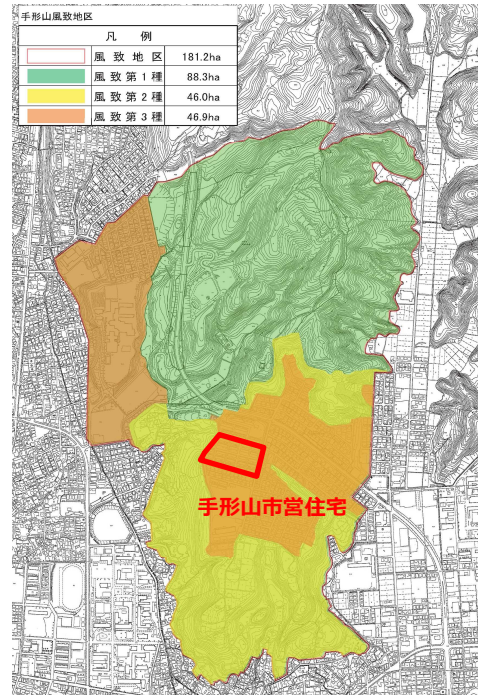 手形山風致地区
凡例
風致地区 181.2ha
風致第1種 88.3ha
風致第2種 46.0ha
風致第3種 46.9ha
手形山市営住宅